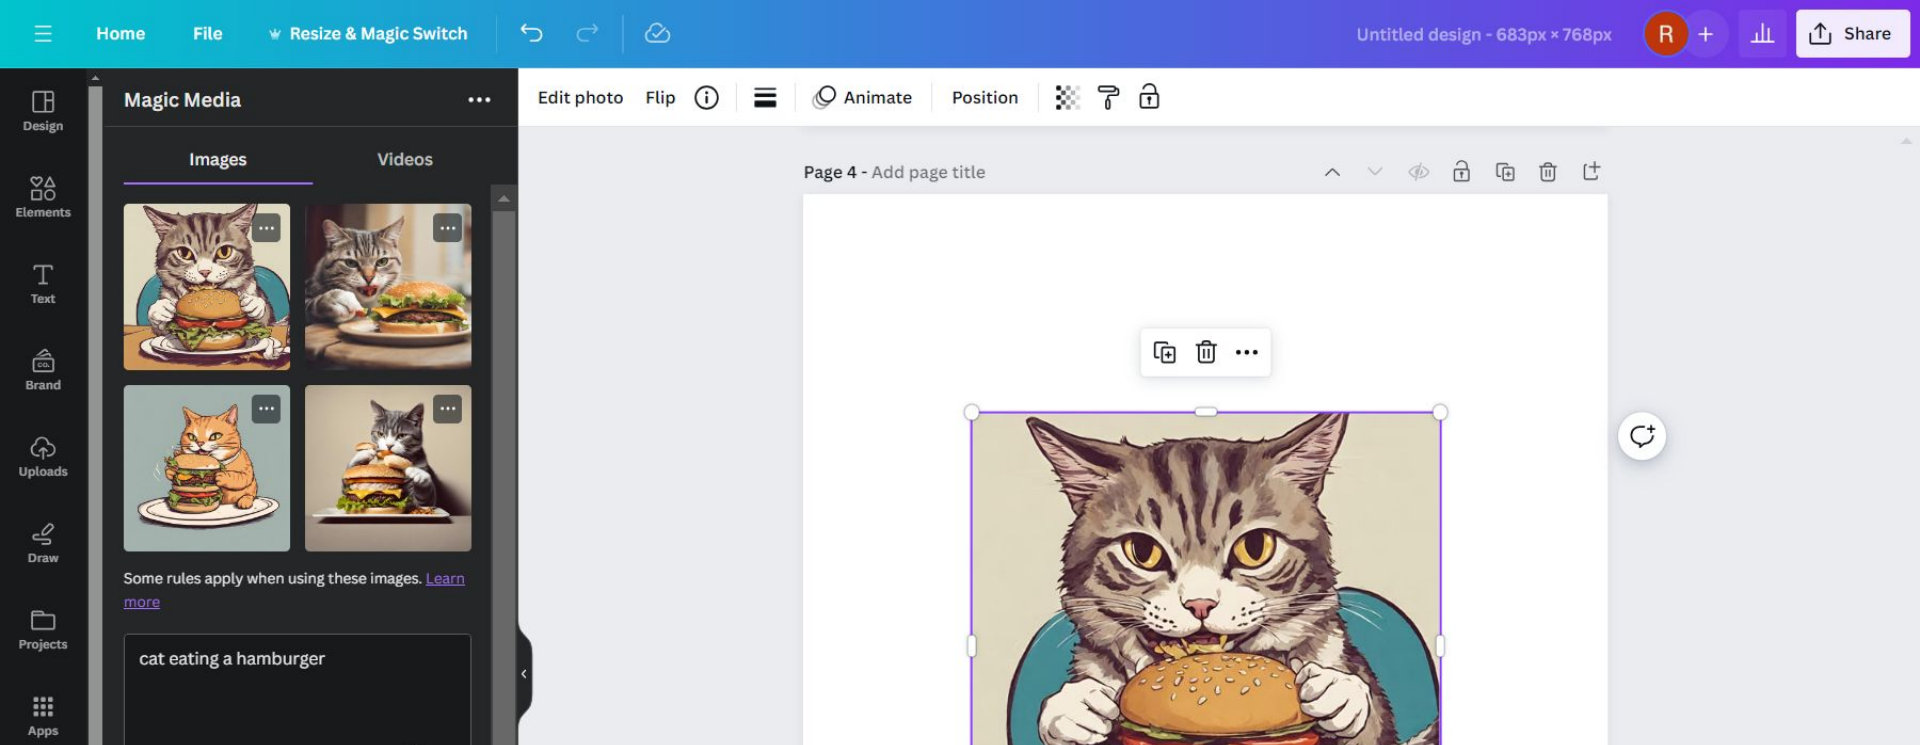 Home File Resize & Magic Switch Untitled design - 683px × 768px R + Share
Magic Media
Edit photo Flip Animate Position
Images Videos
Page 4 - Add page title
Design
Elements
Text
Brand
CO.
Uploads
Draw
Projects
Apps
Some rules apply when using these images. Learn
more
cat eating a hamburger